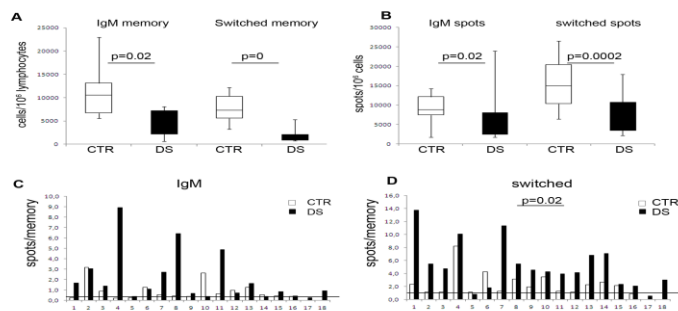 A
IgM memory
Switched memory
cells/10⁶ lymphocytes
25000
20000
15000
10000
5000
0
p=0.02
p=0
CTR
DS
CTR
DS
B
IgM spots
switched spots
spots/10⁶ cells
30000
25000
20000
15000
10000
5000
0
p=0.02
p=0.0002
CTR
DS
CTR
DS
C
IgM
CTR
DS
spots/memory
10,0
9,0
8,0
7,0
6,0
5,0
4,0
3,0
2,0
1,0
0,0
1 2 3 4 5 6 7 8 9 10 11 12 13 14 15 16 17 18
D
switched
p=0.02
CTR
DS
spots/memory
16,0
14,0
12,0
10,0
8,0
6,0
4,0
2,0
0,0
1 2 3 4 5 6 7 8 9 10 11 12 13 14 15 16 17 18